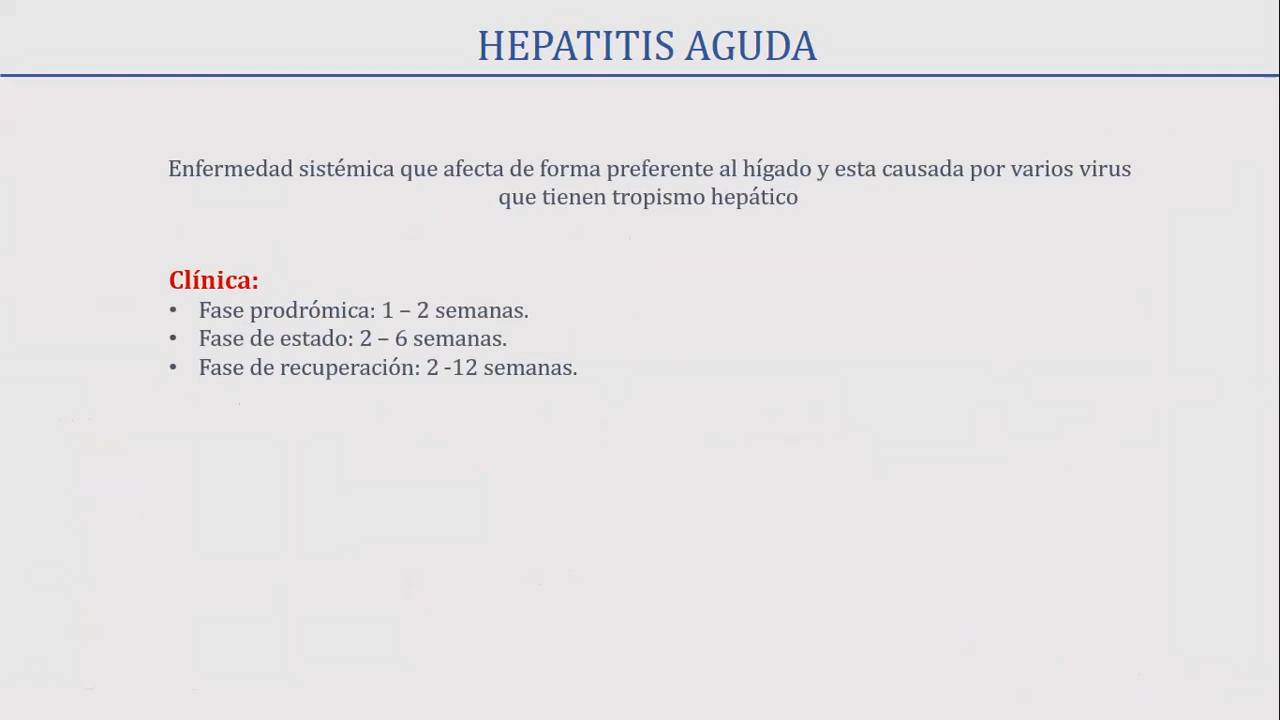 HEPATITIS AGUDA
Enfermedad sistémica que afecta de forma preferente al hígado y esta causada por varios virus
que tienen tropismo hepático
Clínica:
• Fase prodrómica: 1 – 2 semanas.
• Fase de estado: 2 – 6 semanas.
• Fase de recuperación: 2 -12 semanas.